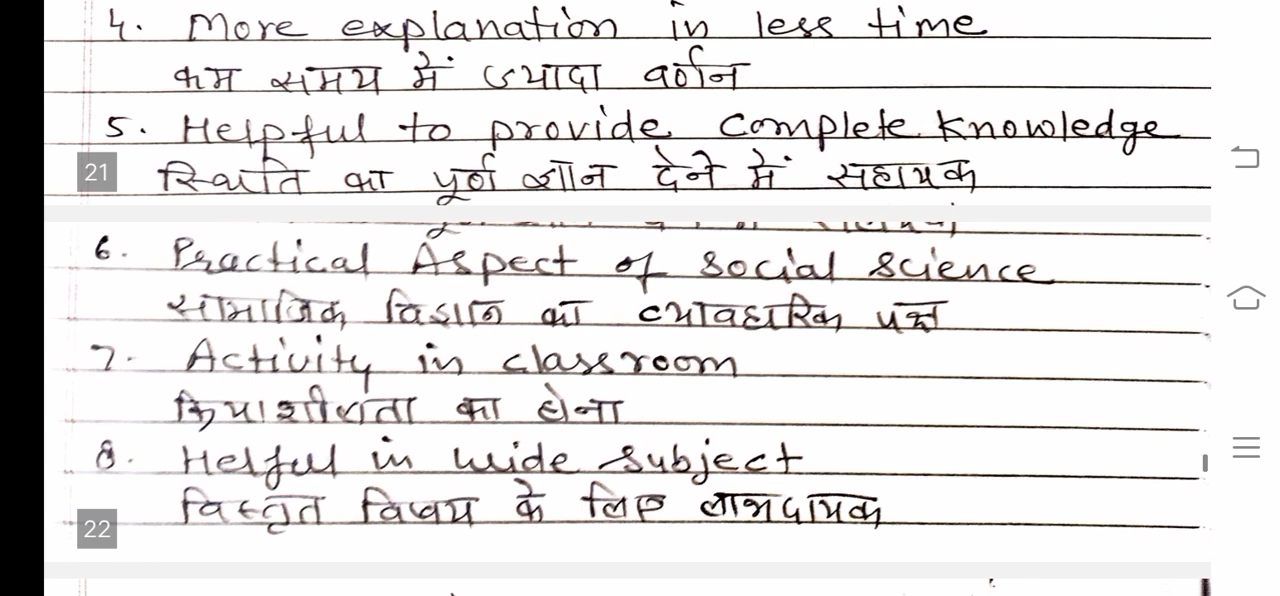 4. More explanation in less time
कम समय में ज्यादा वर्णन
5. Helpful to provide complete knowledge
21
स्थिति का पूर्ण ज्ञान देने में सहायक
6. Practical Aspect of social science
सामाजिक विज्ञान का व्यावहारिक पक्ष
7. Activity in classroom
क्रियाशीलता का होना
8. Helful in wide subject
विस्तृत विषय के लिए लाभदायक
22